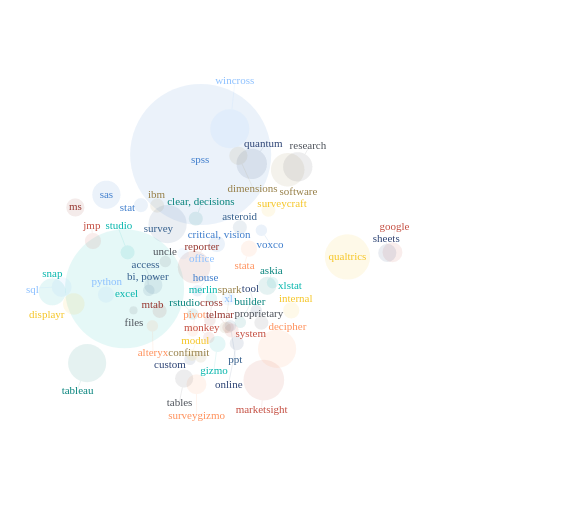 wincross
quantum
research
spss
dimensions
software
sas
ibm
clear, decisions
surveycraft
ms
stat
asteroid
jmp
studio
survey
critical, vision
google
sheets
voxco
uncle
reporter
office
qualtrics
access
stata
askia
snap
bi, power
house
sql
python
excel
merlin
spark
tool
xlstat
displayr
mtab
rstudio
cross
xl
builder
internal
files
pivot
telmar
proprietary
monkey
system
decipher
modul
alteryx
confirmit
custom
gizmo
ppt
tableau
online
tables
surveygizmo
marketsight